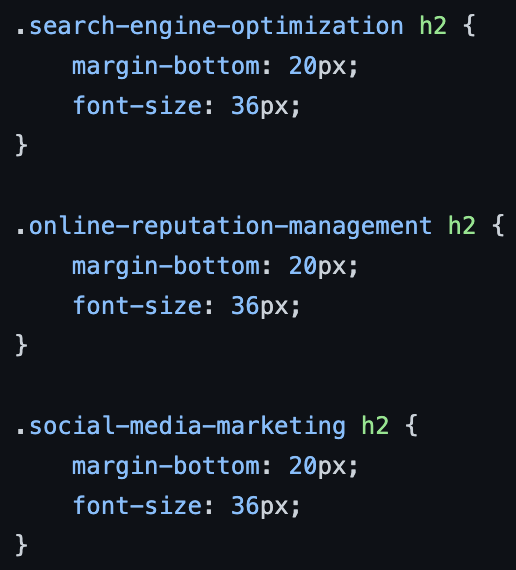 .search-engine-optimization h2 {
    margin-bottom: 20px;
    font-size: 36px;
}

.online-reputation-management h2 {
    margin-bottom: 20px;
    font-size: 36px;
}

.social-media-marketing h2 {
    margin-bottom: 20px;
    font-size: 36px;
}